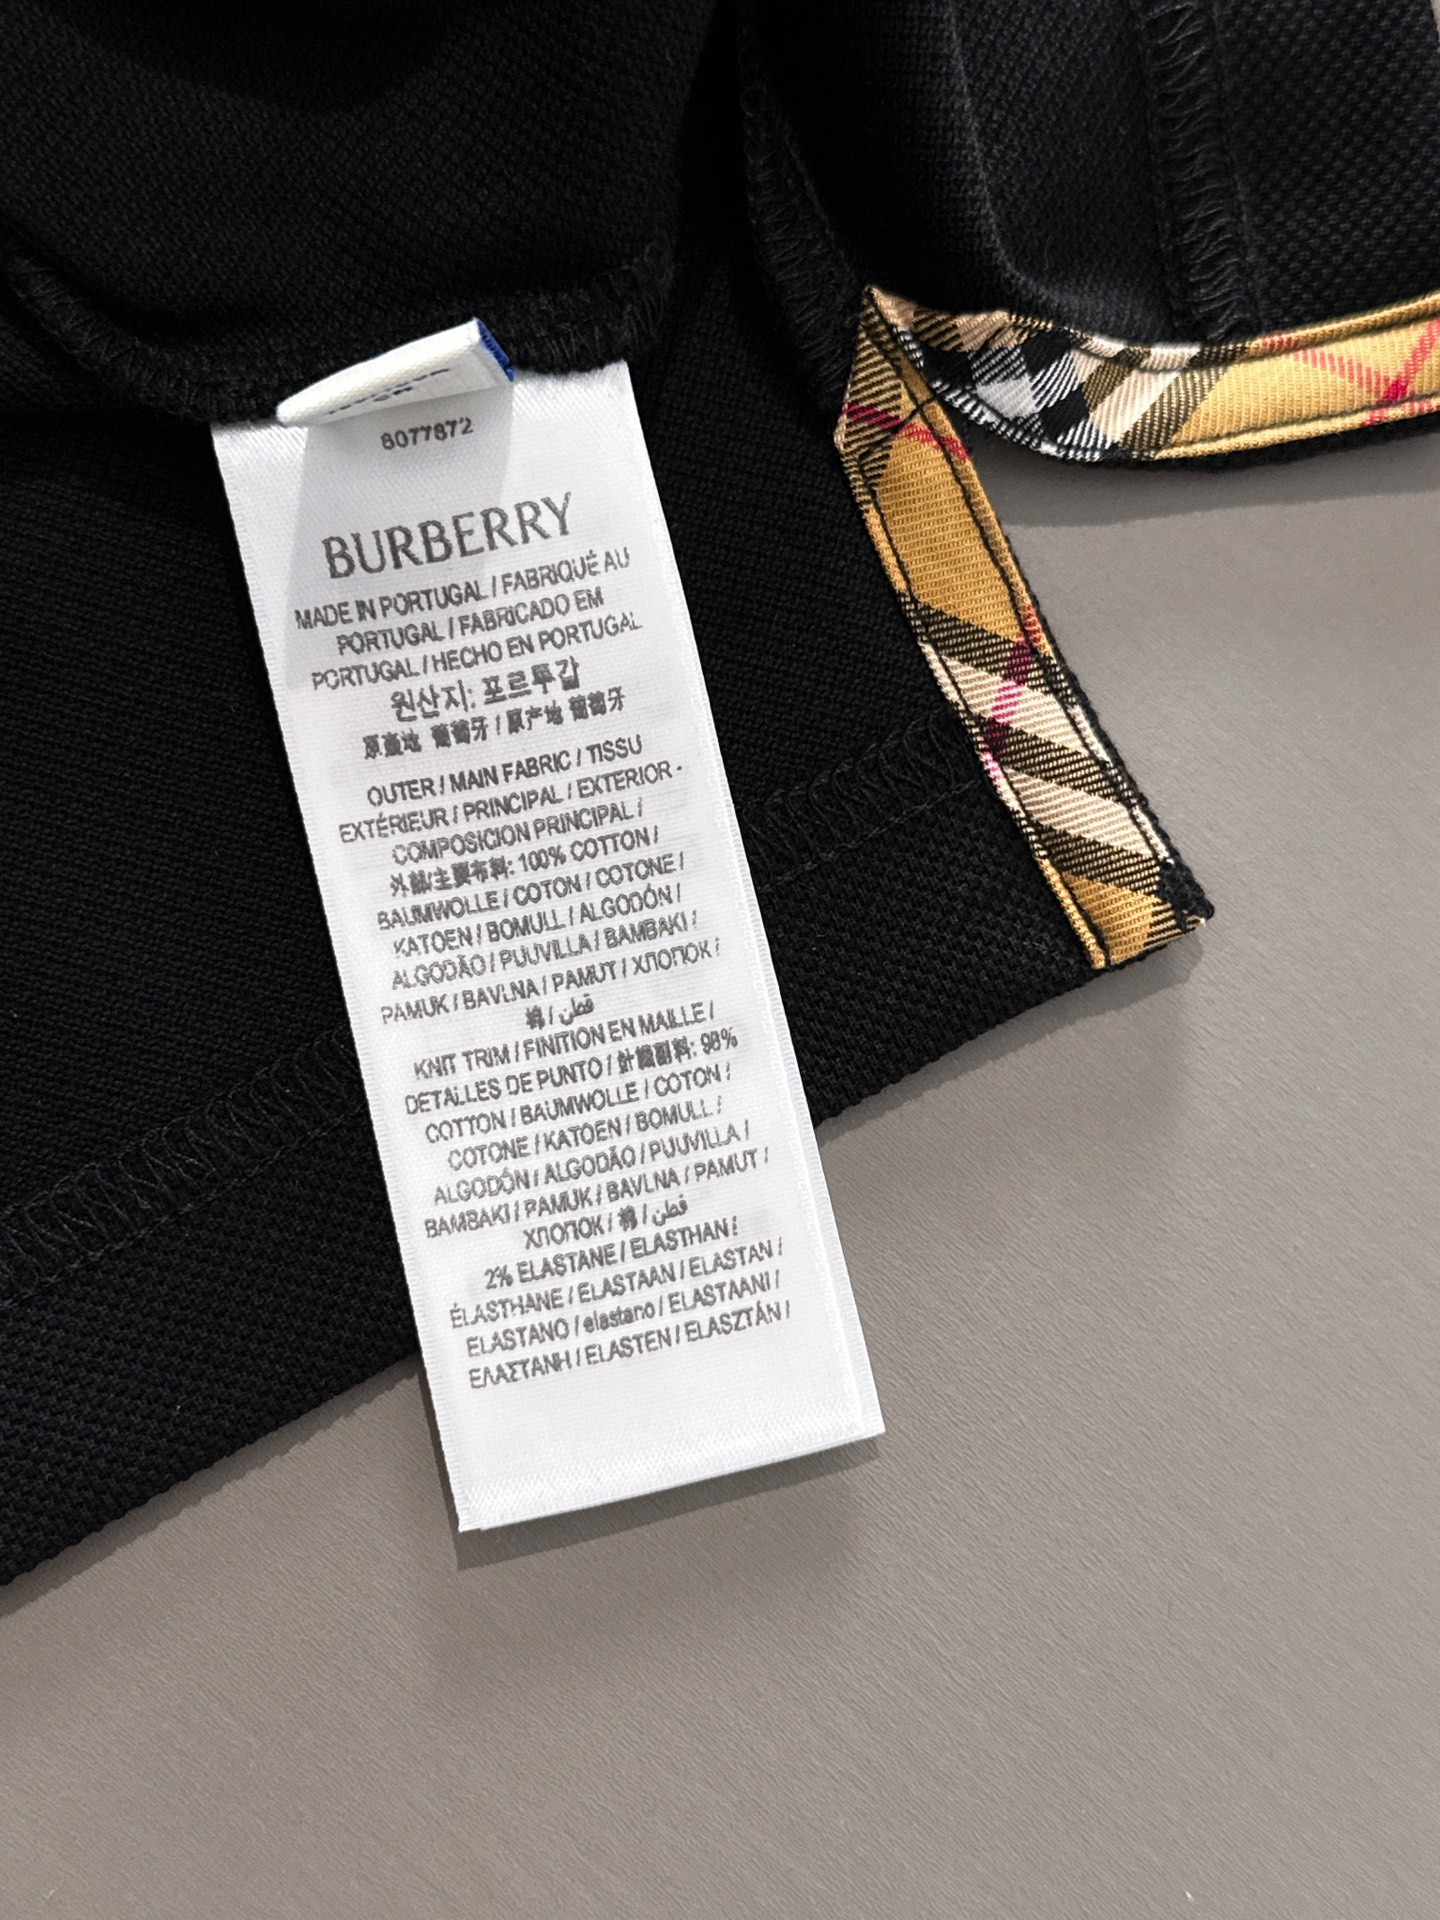 8077872
BURBERRY
MADE IN PORTUGAL / FABRIQUÉ AU
PORTUGAL / FABRICADO EM
PORTUGAL / HECHO EN PORTUGAL
원산지: 포르투갈
原產地 葡萄牙 / 原产地 葡萄牙
OUTER / MAIN FABRIC / TISSU
EXTÉRIEUR / PRINCIPAL / EXTERIOR -
COMPOSICION PRINCIPAL /
外部/主要布料: 100% COTTON /
BAUMWOLLE / COTON / COTONE /
KATOEN / BOMULL / ALGODÓN /
ALGODÃO / PUUVILLA / BAMBAKI /
PAMUK / BAVLNA / PAMUT / ХЛОПОК /
棉 / قطن
KNIT TRIM / FINITION EN MAILLE /
DETALLES DE PUNTO / 針織副料: 98%
COTTON / BAUMWOLLE / COTON /
COTONE / KATOEN / BOMULL /
ALGODÓN / ALGODÃO / PUUVILLA /
BAMBAKI / PAMUK / BAVLNA / PAMUT /
ХЛОПОК / 棉 / قطن
2% ELASTANE / ELASTHAN /
ÉLASTHANE / ELASTAAN / ELASTAN /
ELASTANO / elastano / ELASTAANI /
ΕΛΑΣΤΑΝΗ / ELASTEN / ELASZTÁN /